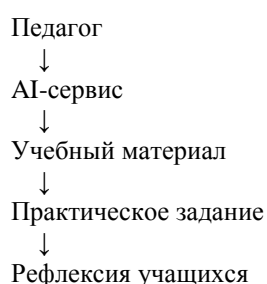 Педагог
↓
AI-сервис
↓
Учебный материал
↓
Практическое задание
↓
Рефлексия учащихся